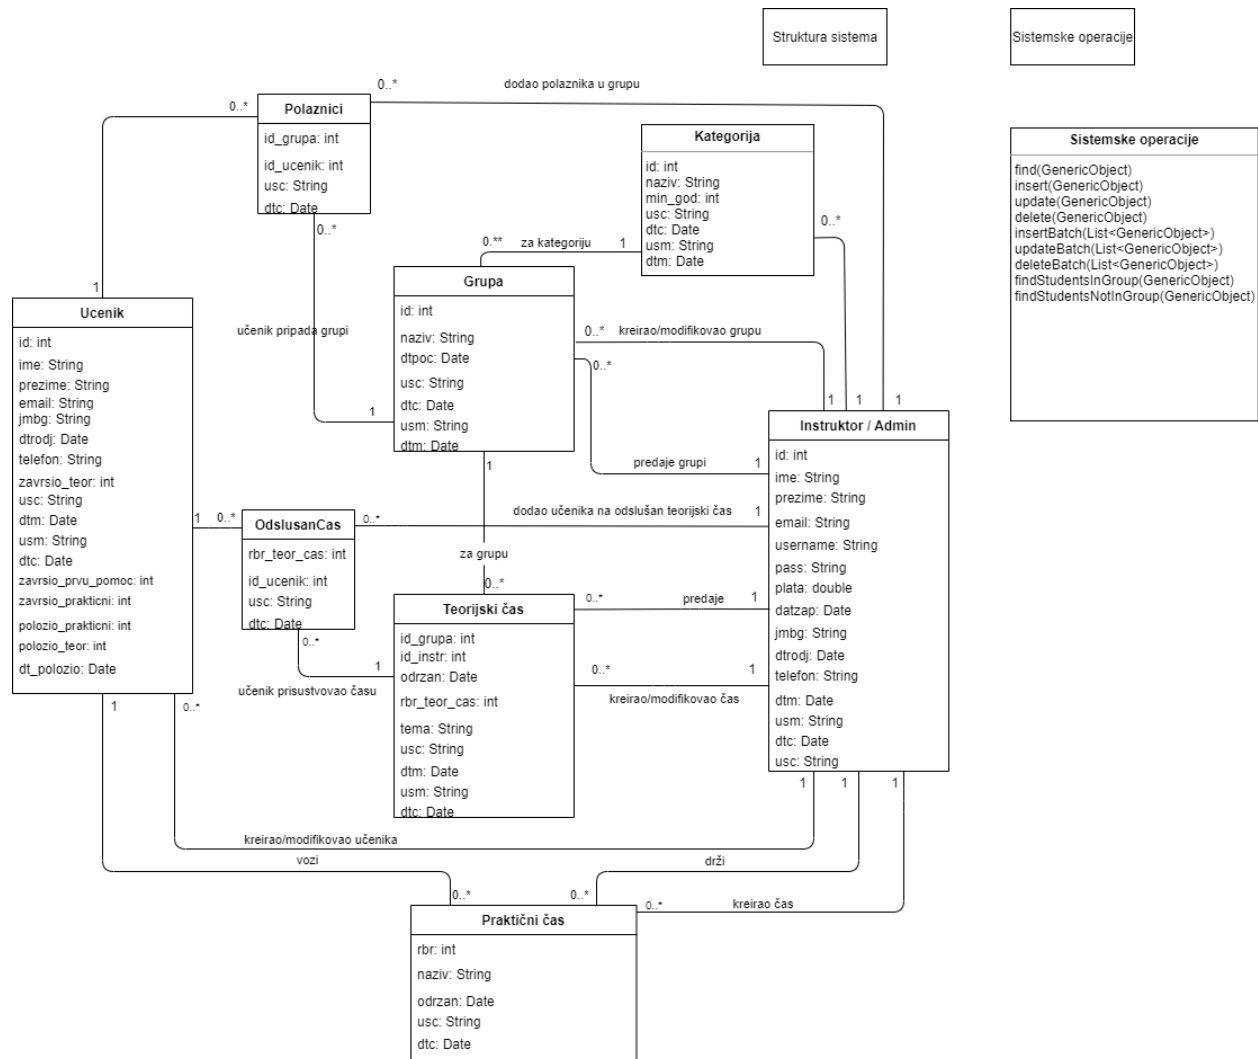 Struktura sistema
Sistemske operacije
0..*
dodao polaznika u grupu
0..*
Polaznici
id_grupa: int
id_ucenik: int
usc: String
dtc: Date
0..*
Kategorija
id: int
naziv: String
min_god: int
usc: String
dtc: Date
usm: String
dtm: Date
0..*
Sistemske operacije
find(GenericObject)
insert(GenericObject)
update(GenericObject)
delete(GenericObject)
insertBatch(List<GenericObject>)
updateBatch(List<GenericObject>)
deleteBatch(List<GenericObject>)
findStudentsInGroup(GenericObject)
findStudentsNotInGroup(GenericObject)
0.**
za kategoriju
1
Grupa
id: int
naziv: String
dtpoc: Date
usc: String
dtc: Date
usm: String
dtm: Date
1
učenik pripada grupi
1
0..*
kreirao/modifikovao grupu
0..*
1
1
1
predaje grupi
1
Ucenik
id: int
ime: String
prezime: String
email: String
jmbg: String
dtrodj: Date
telefon: String
zavrsio_teor: int
usc: String
dtm: Date
usm: String
dtc: Date
zavrsio_prvu_pomoc: int
zavrsio_prakticni: int
polozio_prakticni: int
polozio_teor: int
dt_polozio: Date
Instruktor / Admin
id: int
ime: String
prezime: String
email: String
username: String
pass: String
plata: double
datzap: Date
jmbg: String
dtrodj: Date
telefon: String
dtm: Date
usm: String
dtc: Date
usc: String
1
1
0..*
OdslusanCas
rbr_teor_cas: int
id_ucenik: int
usc: String
dtc: Date
0..*
dodao učenika na odslušan teorijski čas
1
za grupu
0..*
Teorijski čas
id_grupa: int
id_instr: int
odrzan: Date
rbr_teor_cas: int
tema: String
usc: String
dtm: Date
usm: String
dtc: Date
0..*
predaje
1
0..*
1
učenik prisustvovao času
0..*
1
kreirao/modifikovao čas
1
0..*
1
1
1
kreirao/modifikovao učenika
vozi
drži
0..*
0..*
0..*
kreirao čas
Praktični čas
rbr: int
naziv: String
odrzan: Date
usc: String
dtc: Date